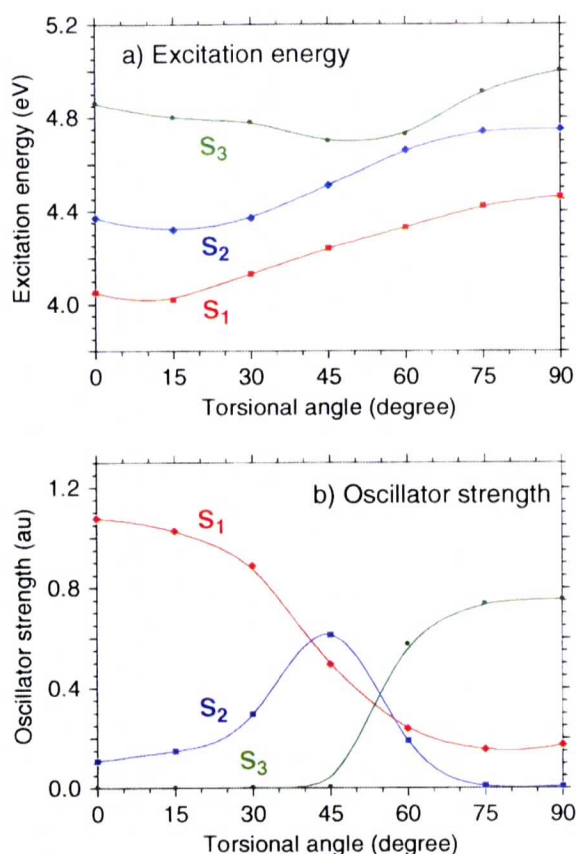 a) Excitation energy
Excitation energy (eV)
5.2
4.8
4.4
4.0
S3
S2
S1
0 15 30 45 60 75 90
Torsional angle (degree)
b) Oscillator strength
Oscillator strength (au)
1.2
0.8
0.4
0.0
S1
S2
S3
0 15 30 45 60 75 90
Torsional angle (degree)